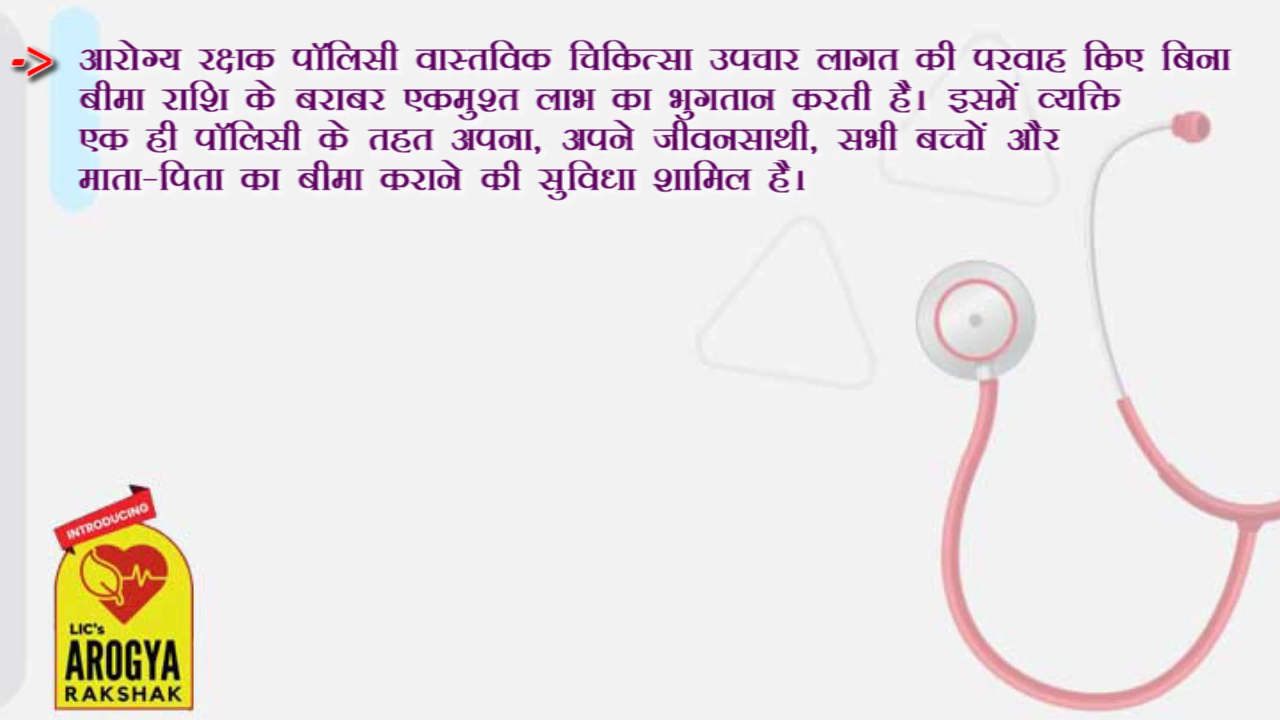 -> आरोग्य रक्षक पॉलिसी वास्तविक चिकित्सा उपचार लागत की परवाह किए बिना
बीमा राशि के बराबर एकमुश्त लाभ का भुगतान करती है। इसमें व्यक्ति
एक ही पॉलिसी के तहत अपना, अपने जीवनसाथी, सभी बच्चों और
माता-पिता का बीमा कराने की सुविधा शामिल है।
INTRODUCING
LIC's
AROGYA
RAKSHAK